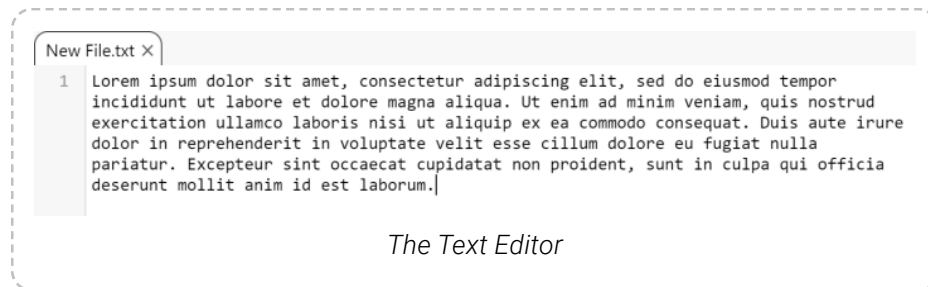 New File.txt ×
1 Lorem ipsum dolor sit amet, consectetur adipiscing elit, sed do eiusmod tempor
incididunt ut labore et dolore magna aliqua. Ut enim ad minim veniam, quis nostrud
exercitation ullamco laboris nisi ut aliquip ex ea commodo consequat. Duis aute irure
dolor in reprehenderit in voluptate velit esse cillum dolore eu fugiat nulla
pariatur. Excepteur sint occaecat cupidatat non proident, sunt in culpa qui officia
deserunt mollit anim id est laborum.
The Text Editor